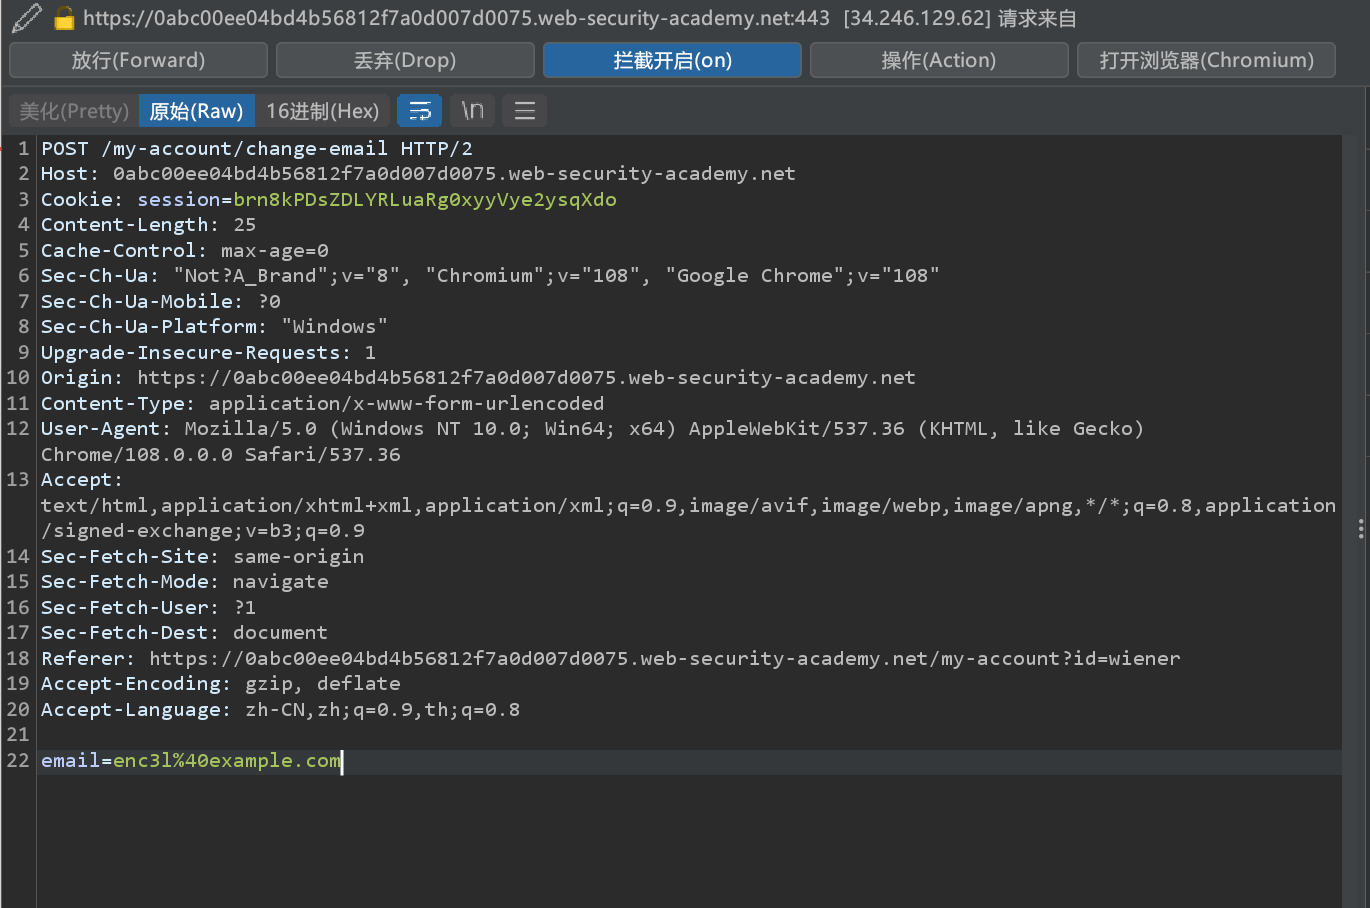 https://0abc00ee04bd4b56812f7a0d007d0075.web-security-academy.net:443 [34.246.129.62] 请求来自
放行(Forward) 丢弃(Drop) 拦截开启(on) 操作(Action) 打开浏览器(Chromium)
美化(Pretty) 原始(Raw) 16进制(Hex) \n
1 POST /my-account/change-email HTTP/2
2 Host: 0abc00ee04bd4b56812f7a0d007d0075.web-security-academy.net
3 Cookie: session=brn8kPDsZDLYRLuaRg0xyyVye2ysqXdo
4 Content-Length: 25
5 Cache-Control: max-age=0
6 Sec-Ch-Ua: "Not?A_Brand";v="8", "Chromium";v="108", "Google Chrome";v="108"
7 Sec-Ch-Ua-Mobile: ?0
8 Sec-Ch-Ua-Platform: "Windows"
9 Upgrade-Insecure-Requests: 1
10 Origin: https://0abc00ee04bd4b56812f7a0d007d0075.web-security-academy.net
11 Content-Type: application/x-www-form-urlencoded
12 User-Agent: Mozilla/5.0 (Windows NT 10.0; Win64; x64) AppleWebKit/537.36 (KHTML, like Gecko)
Chrome/108.0.0.0 Safari/537.36
13 Accept:
text/html,application/xhtml+xml,application/xml;q=0.9,image/avif,image/webp,image/apng,*/*;q=0.8,application
/signed-exchange;v=b3;q=0.9
14 Sec-Fetch-Site: same-origin
15 Sec-Fetch-Mode: navigate
16 Sec-Fetch-User: ?1
17 Sec-Fetch-Dest: document
18 Referer: https://0abc00ee04bd4b56812f7a0d007d0075.web-security-academy.net/my-account?id=wiener
19 Accept-Encoding: gzip, deflate
20 Accept-Language: zh-CN,zh;q=0.9,th;q=0.8
21
22 email=enc3l%40example.com